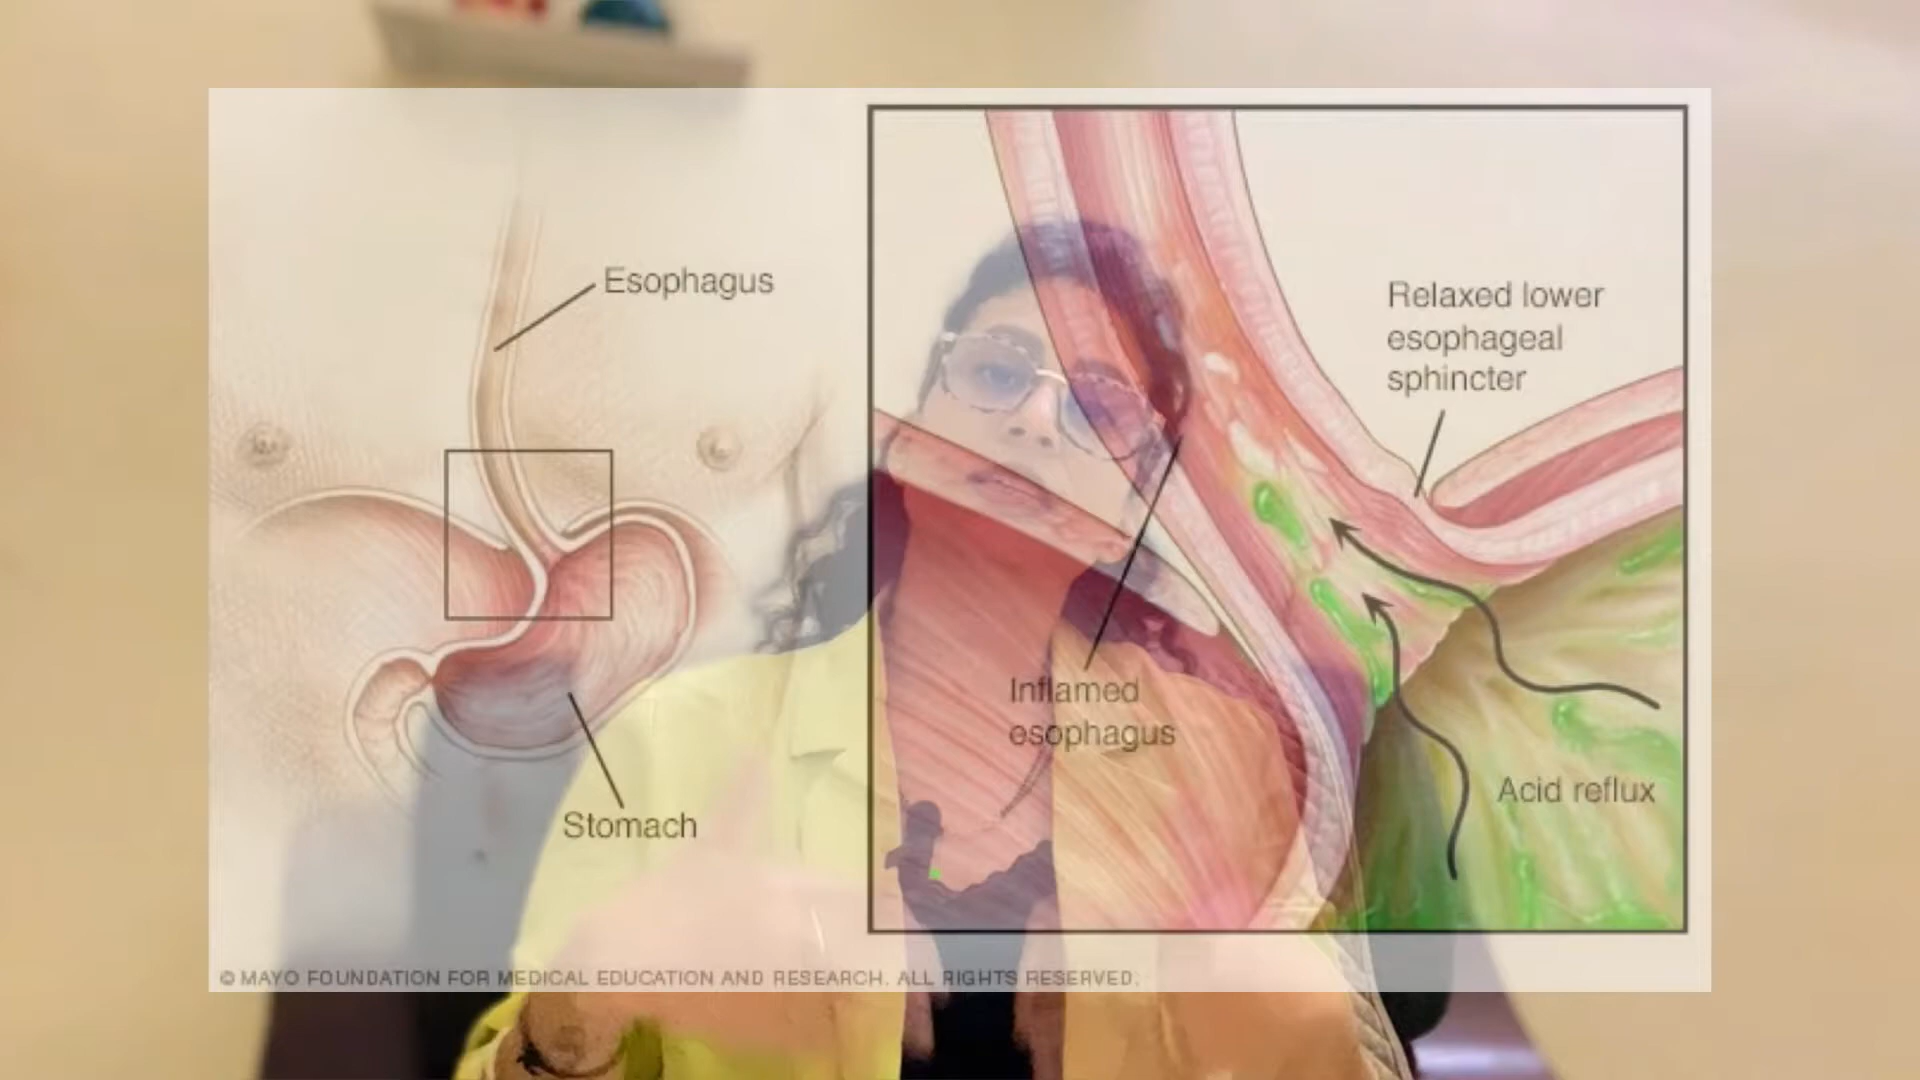 Esophagus
Stomach
Relaxed lower
esophageal
sphincter
Inflamed
esophagus
Acid reflux
© MAYO FOUNDATION FOR MEDICAL EDUCATION AND RESEARCH. ALL RIGHTS RESERVED.